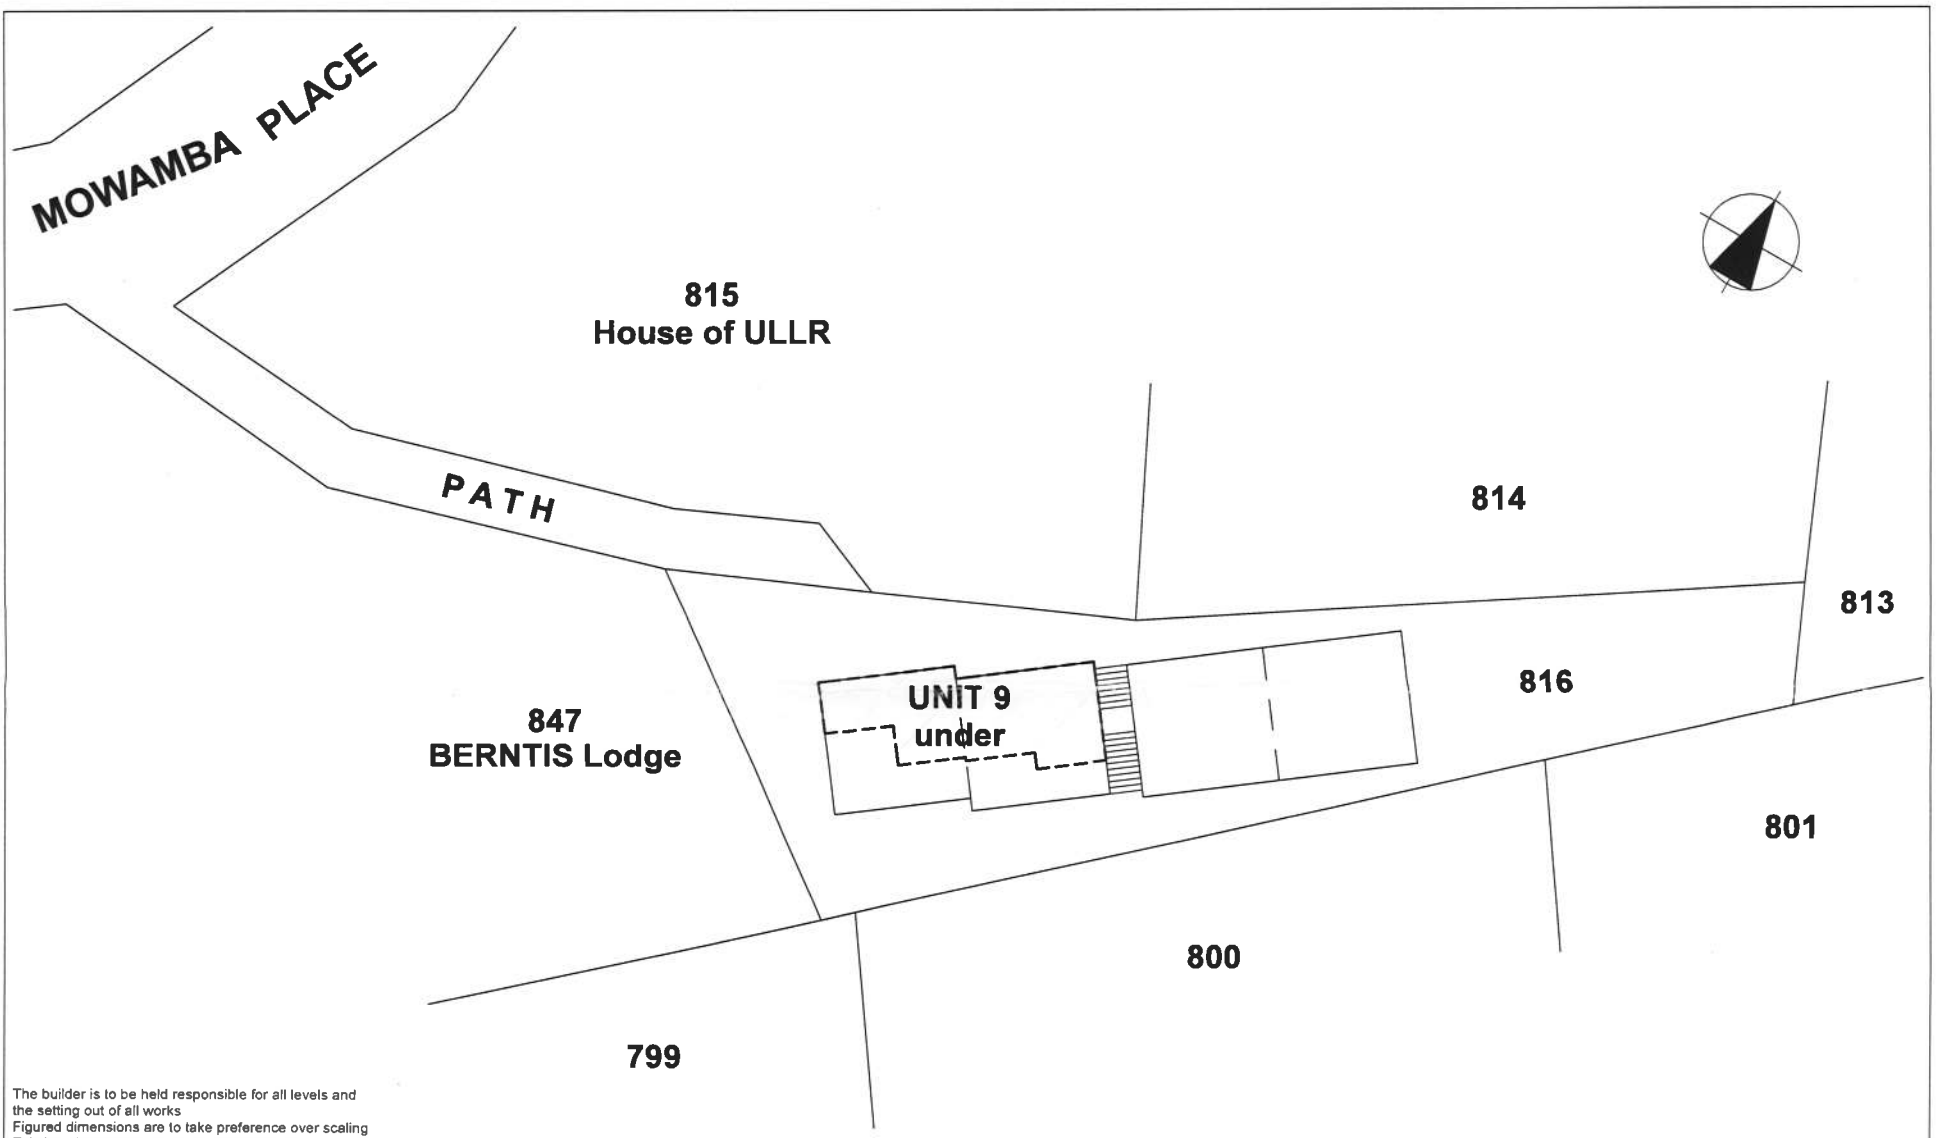 MOWAMBA PLACE
815
House of ULLR
PATH
814
813
816
UNIT 9
under
847
BERNTIS Lodge
801
800
799
The builder is to be held responsible for all levels and
the setting out of all works
Figured dimensions are to take preference over scaling